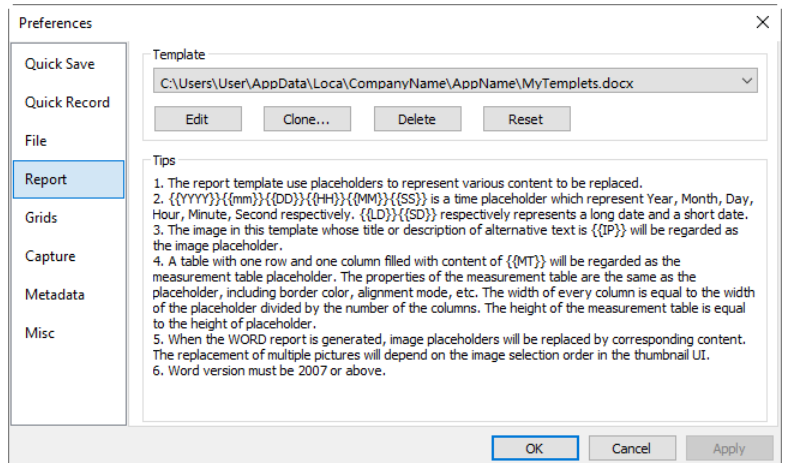 Preferences
Quick Save
Quick Record
File
Report
Grids
Capture
Metadata
Misc
Template
C:\Users\User\AppData\Loca\CompanyName\AppName\MyTemplets.docx
Edit
Clone...
Delete
Reset
Tips
1. The report template use placeholders to represent various content to be replaced.
2. {{YYYY}}{{mm}}{{DD}}{{HH}}{{MM}}{{SS}} is a time placeholder which represent Year, Month, Day,
Hour, Minute, Second respectively. {{LD}}{{SD}} respectively represents a long date and a short date.
3. The image in this template whose title or description of alternative text is {{IP}} will be regarded as
the image placeholder.
4. A table with one row and one column filled with content of {{MT}} will be regarded as the
measurement table placeholder. The properties of the measurement table are the same as the
placeholder, including border color, alignment mode, etc. The width of every column is equal to the width
of the placeholder divided by the number of the columns. The height of the measurement table is equal
to the height of placeholder.
5. When the WORD report is generated, image placeholders will be replaced by corresponding content.
The replacement of multiple pictures will depend on the image selection order in the thumbnail UI.
6. Word version must be 2007 or above.
OK
Cancel
Apply